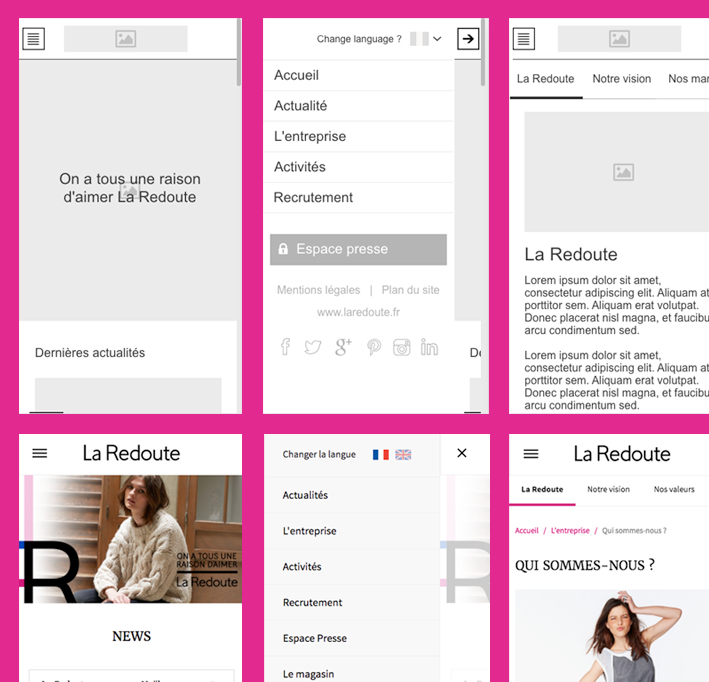 On a tous une raison
d'aimer La Redoute
Dernières actualités
Change language ?
Accueil
Actualité
L'entreprise
Activités
Recrutement
Espace presse
Mentions légales | Plan du site
www.laredoute.fr
La Redoute
Notre vision
Nos mar
La Redoute
Lorem ipsum dolor sit amet,
consectetur adipiscing elit. Aliquam at
porttitor sem. Aliquam erat volutpat.
Donec placerat nisl magna, et faucibu
arcu condimentum sed.
Lorem ipsum dolor sit amet,
consectetur adipiscing elit. Aliquam at
porttitor sem. Aliquam erat volutpat.
Donec placerat nisl magna, et faucibu
arcu condimentum sed.
La Redoute
R
ON A TOUS UNE
RAISON D'AIMER
La Redoute
NEWS
Changer la langue
Actualités
L'entreprise
Activités
Recrutement
Espace Presse
Le magasin
La Redoute
La Redoute
Notre vision
Nos valeurs
Accueil / L'entreprise / Qui sommes-nous ?
QUI SOMMES-NOUS ?